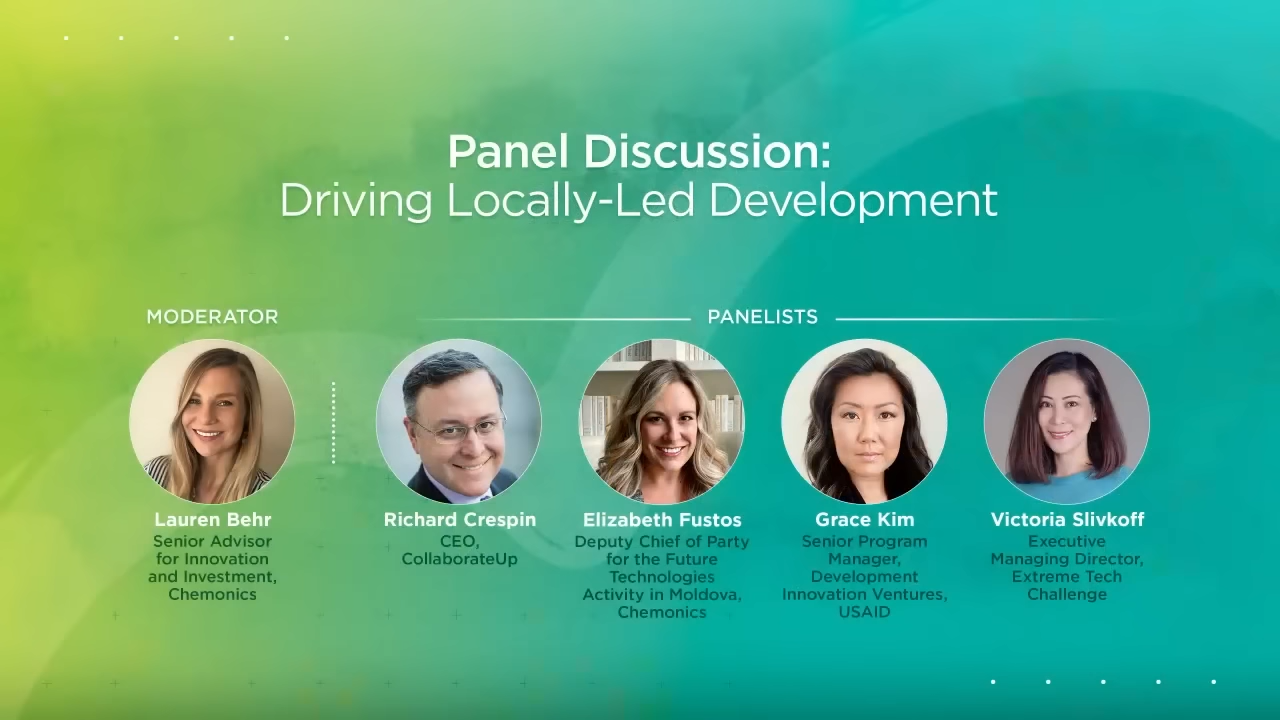 Panel Discussion:
Driving Locally-Led Development
MODERATOR
PANELISTS
Lauren Behr
Senior Advisor
for Innovation
and Investment,
Chemonics
Richard Crespin
CEO,
CollaborateUp
Elizabeth Fustos
Deputy Chief of Party
for the Future
Technologies
Activity in Moldova,
Chemonics
Grace Kim
Senior Program
Manager,
Development
Innovation Ventures,
USAID
Victoria Slivkoff
Executive
Managing Director,
Extreme Tech
Challenge